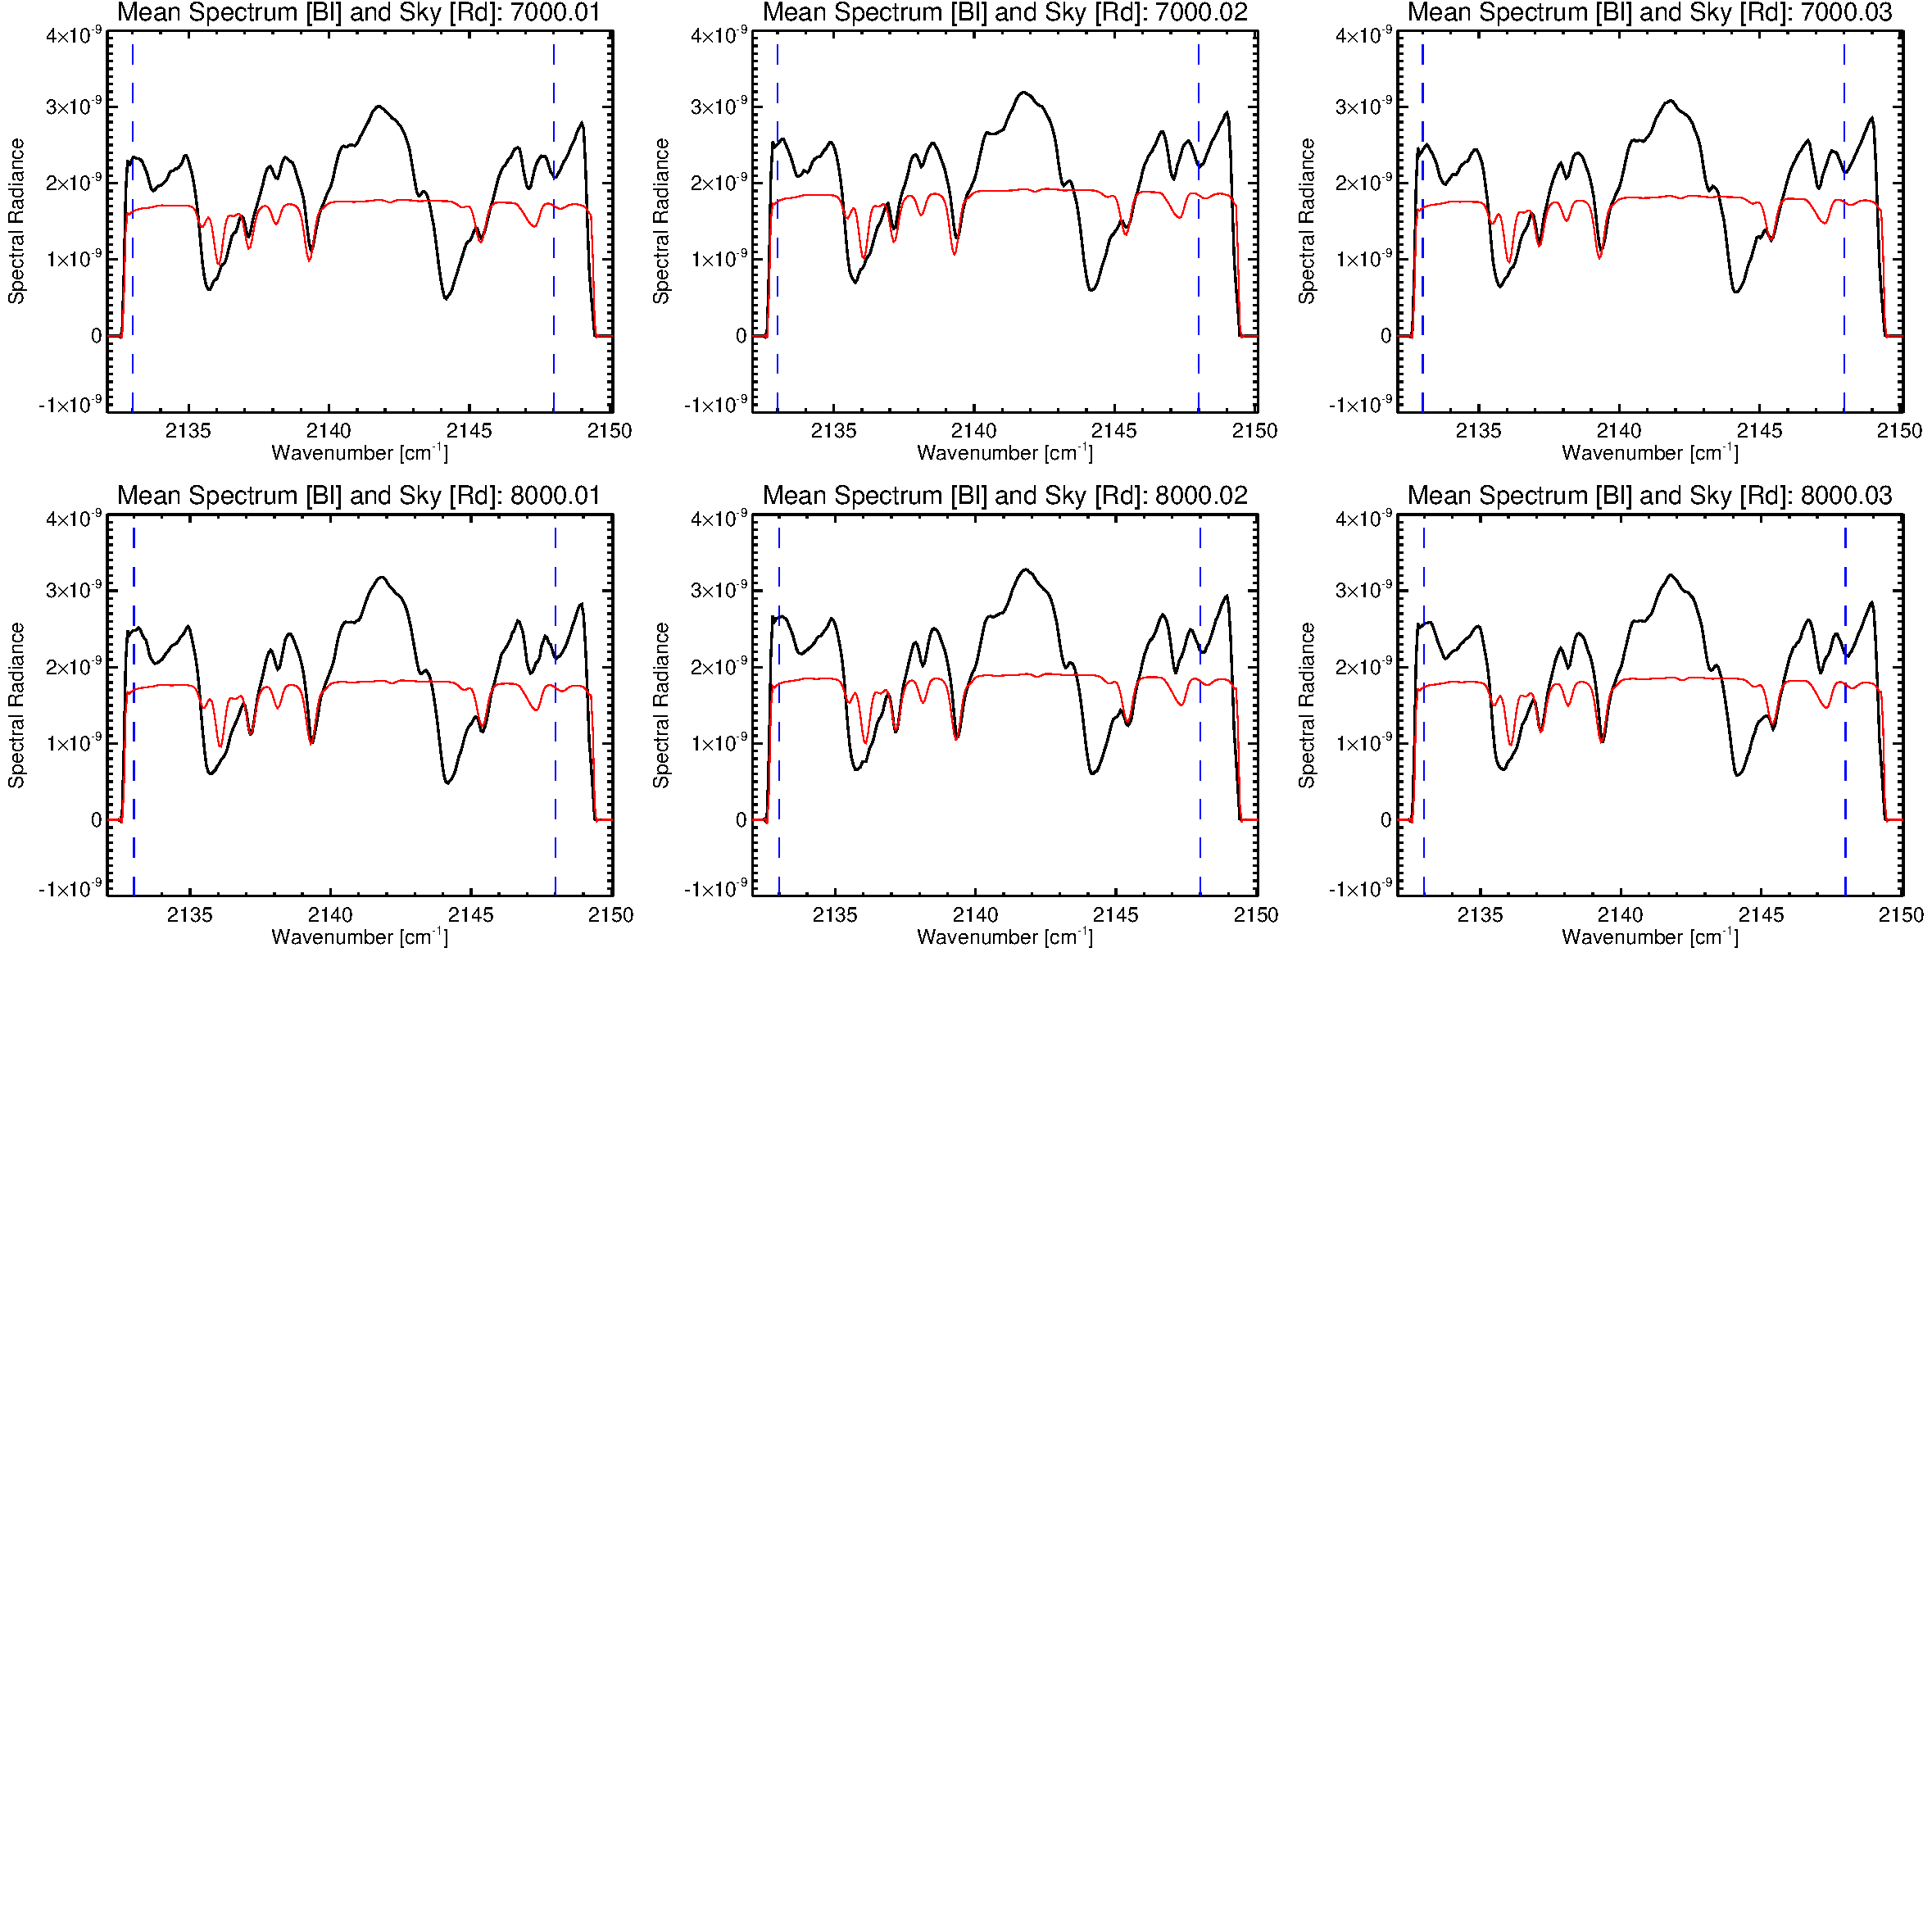 Mean Spectrum [Bl] and Sky [Rd]: 7000.01
4×10⁻⁹
3×10⁻⁹
2×10⁻⁹
1×10⁻⁹
0
-1×10⁻⁹
Spectral Radiance
2135 2140 2145 2150
Wavenumber [cm⁻¹]
Mean Spectrum [Bl] and Sky [Rd]: 7000.02
4×10⁻⁹
3×10⁻⁹
2×10⁻⁹
1×10⁻⁹
0
-1×10⁻⁹
Spectral Radiance
2135 2140 2145 2150
Wavenumber [cm⁻¹]
Mean Spectrum [Bl] and Sky [Rd]: 7000.03
4×10⁻⁹
3×10⁻⁹
2×10⁻⁹
1×10⁻⁹
0
-1×10⁻⁹
Spectral Radiance
2135 2140 2145 2150
Wavenumber [cm⁻¹]
Mean Spectrum [Bl] and Sky [Rd]: 8000.01
4×10⁻⁹
3×10⁻⁹
2×10⁻⁹
1×10⁻⁹
0
-1×10⁻⁹
Spectral Radiance
2135 2140 2145 2150
Wavenumber [cm⁻¹]
Mean Spectrum [Bl] and Sky [Rd]: 8000.02
4×10⁻⁹
3×10⁻⁹
2×10⁻⁹
1×10⁻⁹
0
-1×10⁻⁹
Spectral Radiance
2135 2140 2145 2150
Wavenumber [cm⁻¹]
Mean Spectrum [Bl] and Sky [Rd]: 8000.03
4×10⁻⁹
3×10⁻⁹
2×10⁻⁹
1×10⁻⁹
0
-1×10⁻⁹
Spectral Radiance
2135 2140 2145 2150
Wavenumber [cm⁻¹]